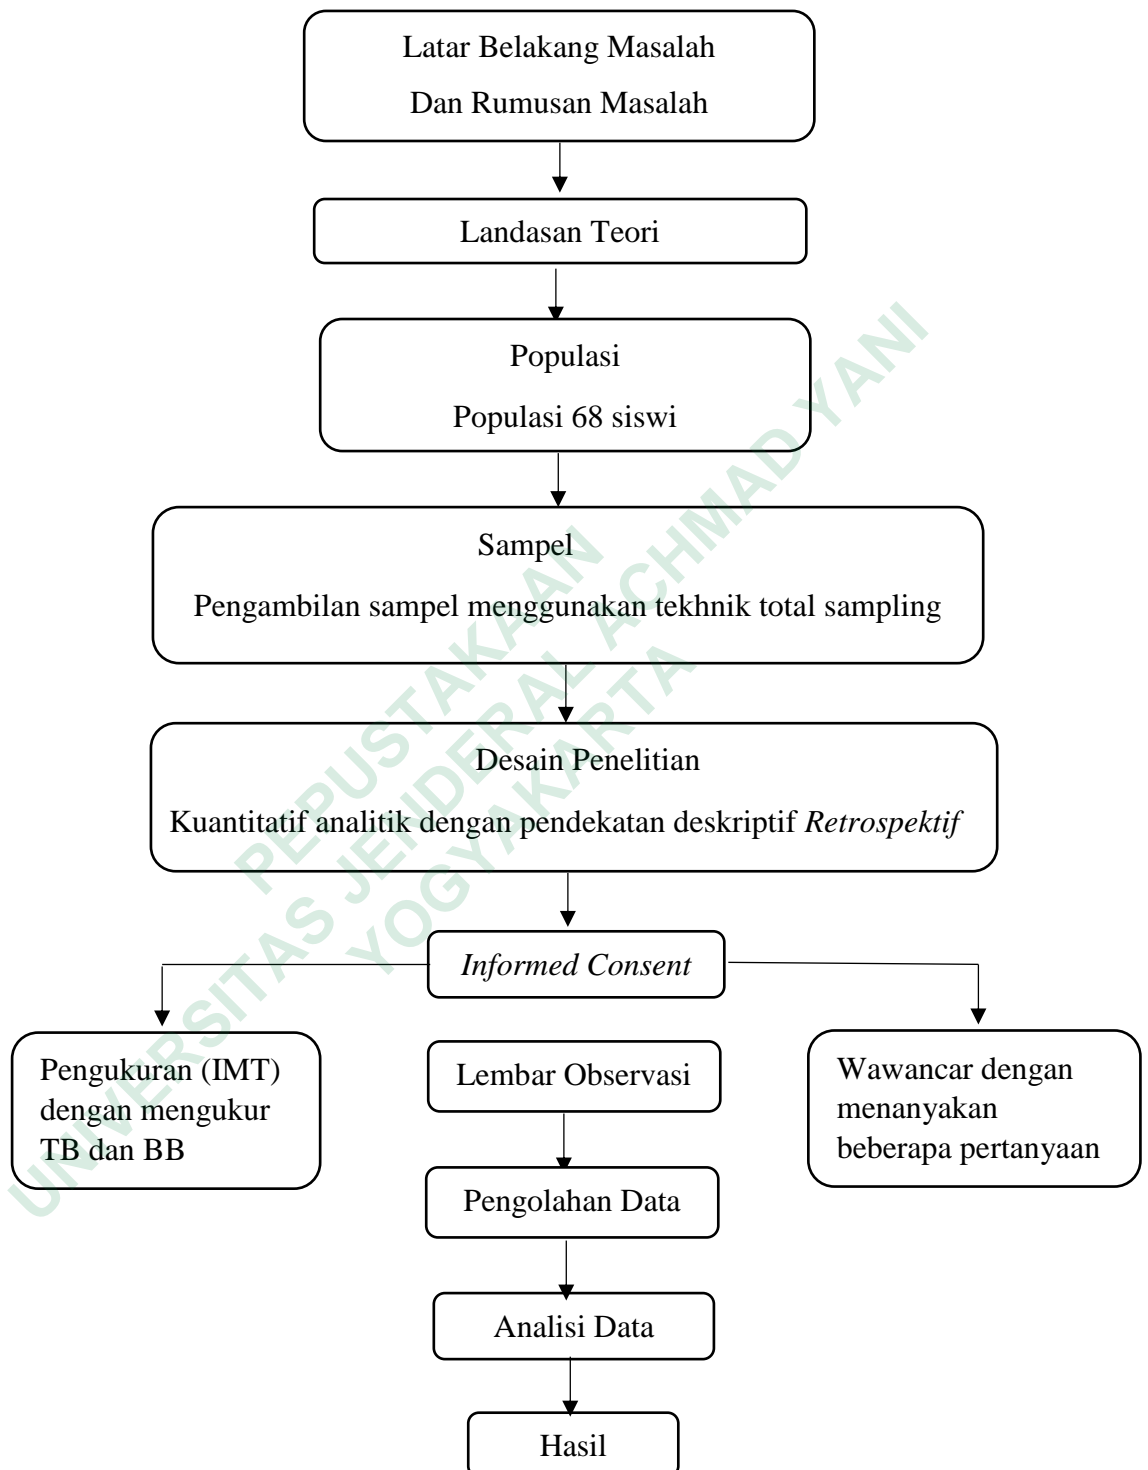 Latar Belakang Masalah
Dan Rumusan Masalah
Landasan Teori
Populasi
Populasi 68 siswi
Sampel
Pengambilan sampel menggunakan tekhnik total sampling
Desain Penelitian
Kuantitatif analitik dengan pendekatan deskriptif Retrospektif
Informed Consent
Pengukuran (IMT)
dengan mengukur
TB dan BB
Lembar Observasi
Wawancar dengan
menanyakan
beberapa pertanyaan
Pengolahan Data
Analisi Data
Hasil
PEPUSTAKAAN
UNIVERSITAS JENDERAL ACHMAD YANI
YOGYAKARTA